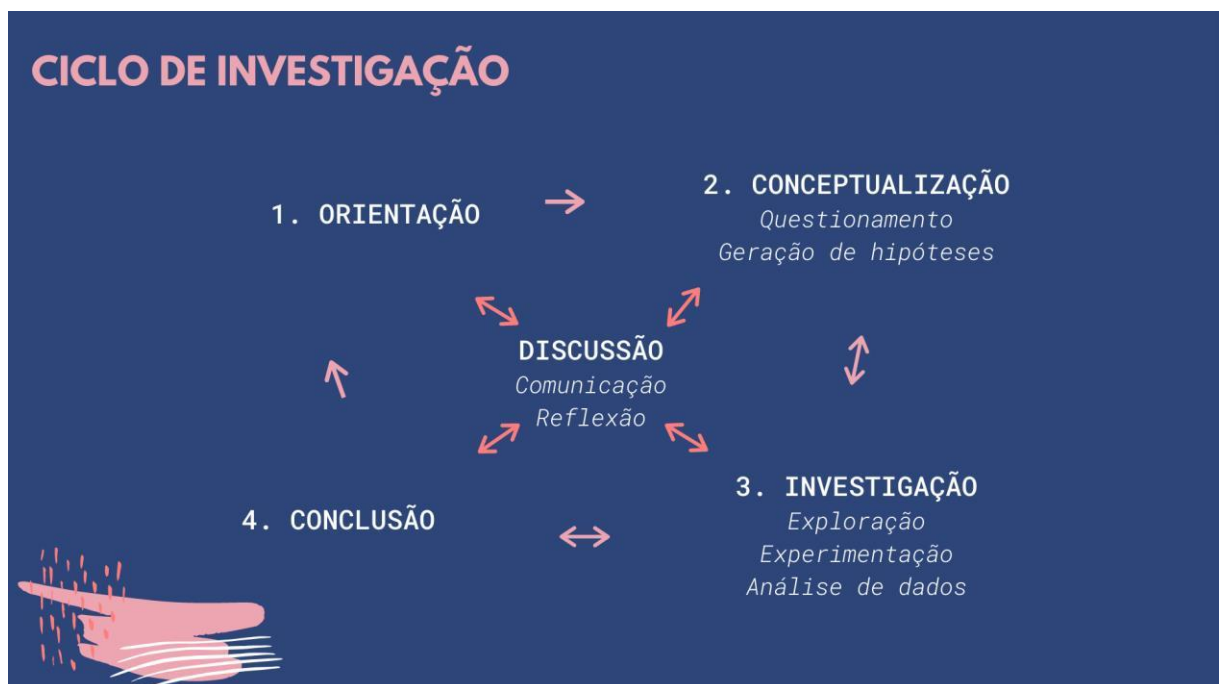 CICLO DE INVESTIGAÇÃO
1. ORIENTAÇÃO
2. CONCEPTUALIZAÇÃO
Questionamento
Geração de hipóteses
DISCUSSÃO
Comunicação
Reflexão
3. INVESTIGAÇÃO
Exploração
Experimentação
Análise de dados
4. CONCLUSÃO